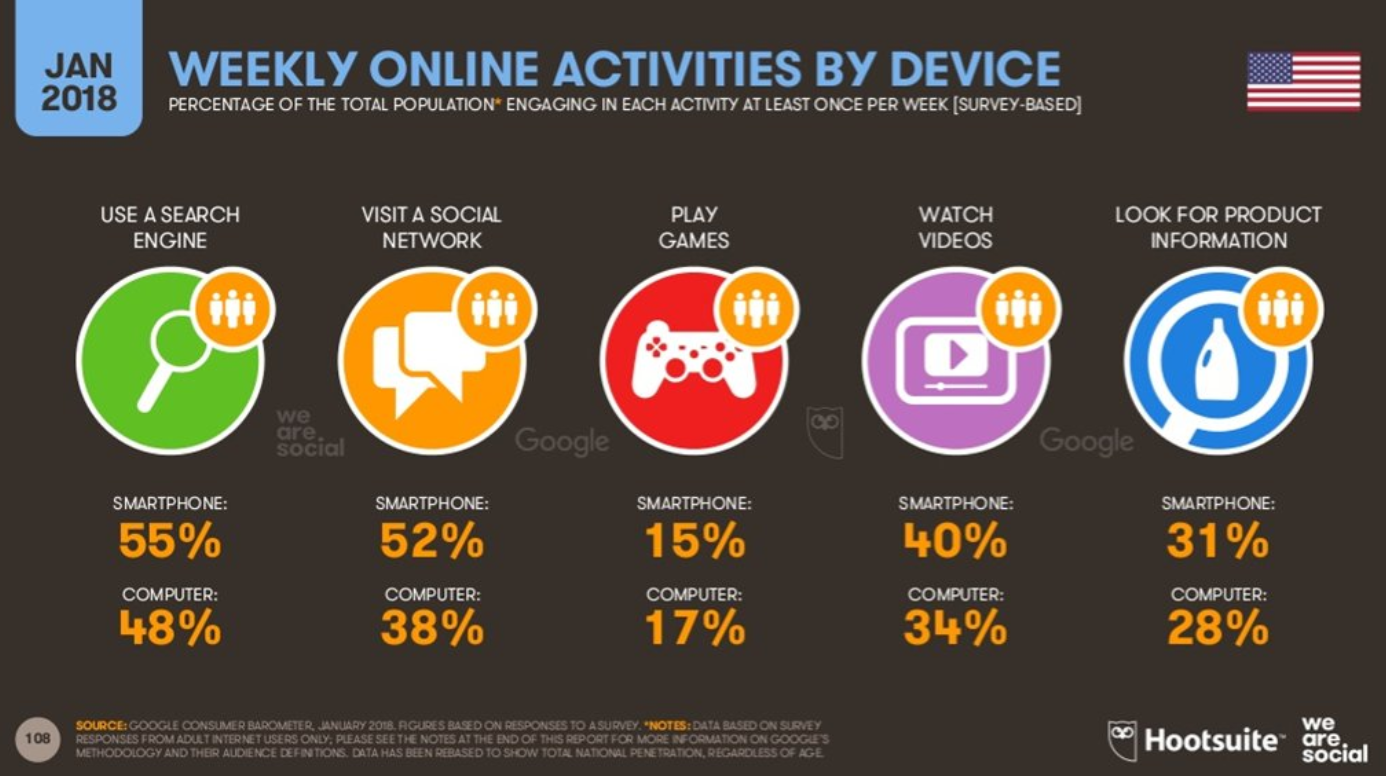 JAN
2018
WEEKLY ONLINE ACTIVITIES BY DEVICE
PERCENTAGE OF THE TOTAL POPULATION* ENGAGING IN EACH ACTIVITY AT LEAST ONCE PER WEEK [SURVEY-BASED]
USE A SEARCH
ENGINE
VISIT A SOCIAL
NETWORK
PLAY
GAMES
WATCH
VIDEOS
LOOK FOR PRODUCT
INFORMATION
we
are.
social
Google
Google
SMARTPHONE:
55%
COMPUTER:
48%
SMARTPHONE:
52%
COMPUTER:
38%
SMARTPHONE:
15%
COMPUTER:
17%
SMARTPHONE:
40%
COMPUTER:
34%
SMARTPHONE:
31%
COMPUTER:
28%
108
SOURCE: GOOGLE CONSUMER BAROMETER, JANUARY 2018. FIGURES BASED ON RESPONSES TO A SURVEY. *NOTES: DATA BASED ON SURVEY
RESPONSES FROM ADULT INTERNET USERS ONLY; PLEASE SEE THE NOTES AT THE END OF THIS REPORT FOR MORE INFORMATION ON GOOGLE'S
METHODOLOGY AND THEIR AUDIENCE DEFINITIONS. DATA HAS BEEN REBASED TO SHOW TOTAL NATIONAL PENETRATION, REGARDLESS OF AGE.
Hootsuite™
we
are.
social